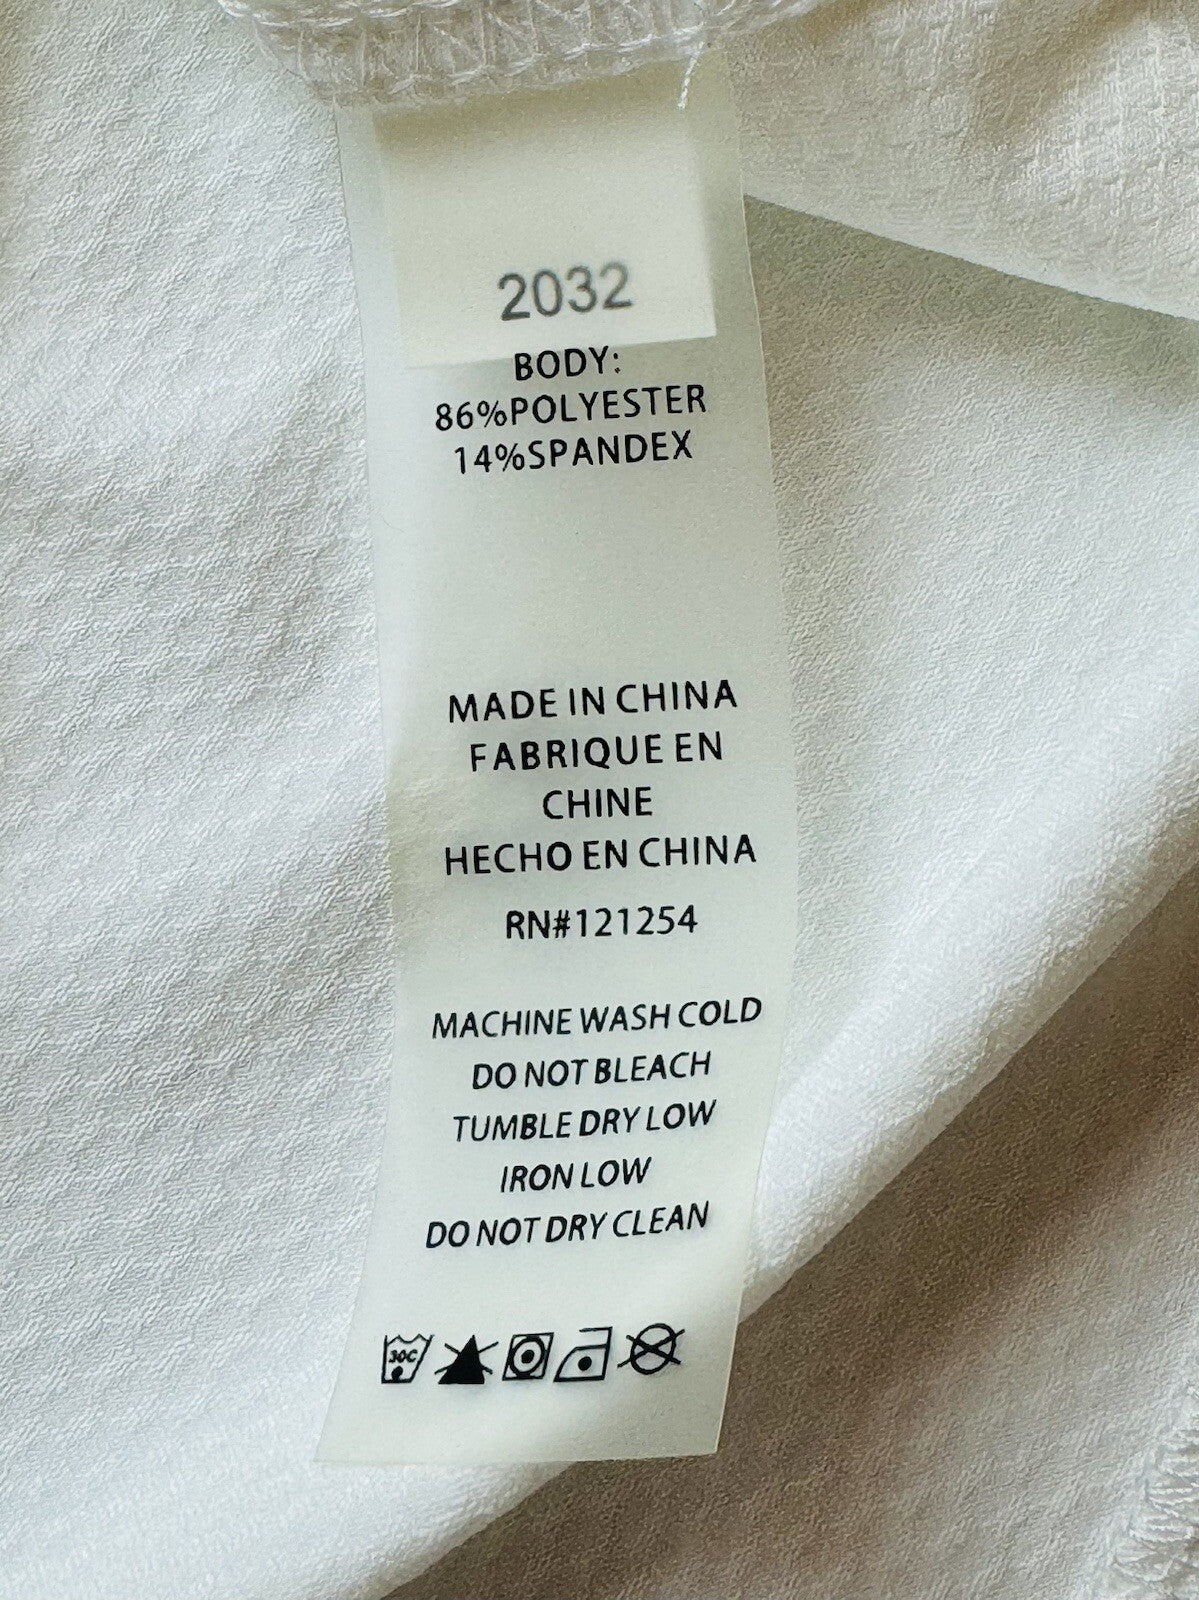 2032
BODY:
86%POLYESTER
14%SPANDEX
MADE IN CHINA
FABRIQUE EN
CHINE
HECHO EN CHINA
RN#121254
MACHINE WASH COLD
DO NOT BLEACH
TUMBLE DRY LOW
IRON LOW
DO NOT DRY CLEAN
30C